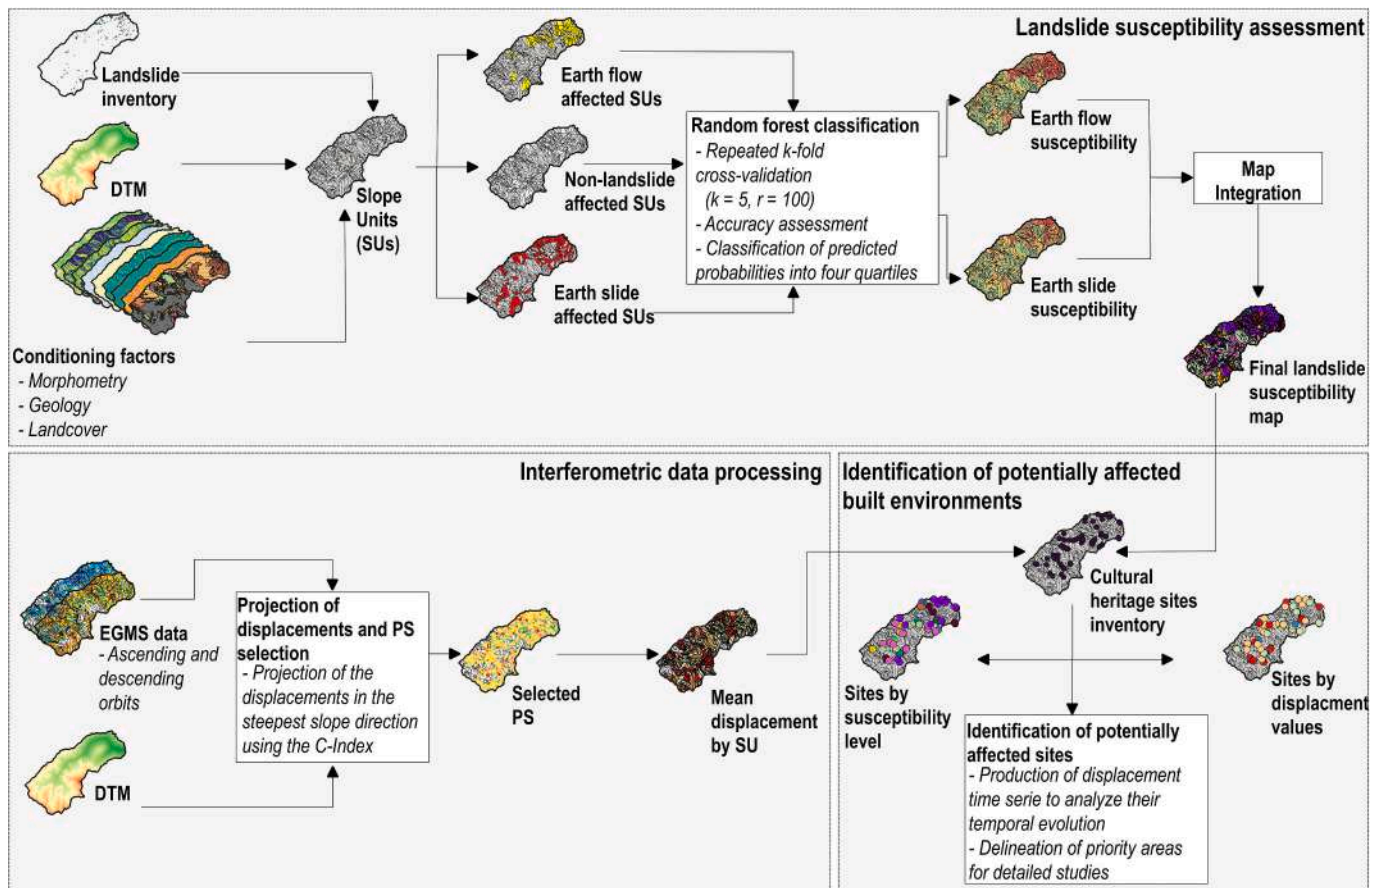 Landslide susceptibility assessment
Landslide
inventory
DTM
Conditioning factors
- Morphometry
- Geology
- Landcover
Slope
Units
(SUs)
Earth flow
affected SUs
Non-landslide
affected SUs
Earth slide
affected SUs
Random forest classification
- Repeated k-fold
cross-validation
(k = 5, r = 100)
- Accuracy assessment
- Classification of predicted
probabilities into four quartiles
Earth flow
susceptibility
Earth slide
susceptibility
Map
Integration
Final landslide
susceptibility
map
Interferometric data processing
EGMS data
- Ascending and
descending
orbits
DTM
Projection of
displacements and PS
selection
- Projection of the
displacements in the
steepest slope direction
using the C-Index
Selected
PS
Mean
displacement
by SU
Identification of potentially affected
built environments
Cultural
heritage sites
inventory
Sites by
susceptibility
level
Sites by
displacment
values
Identification of potentially
affected sites
- Production of displacement
time serie to analyze their
temporal evolution
- Delineation of priority areas
for detailed studies